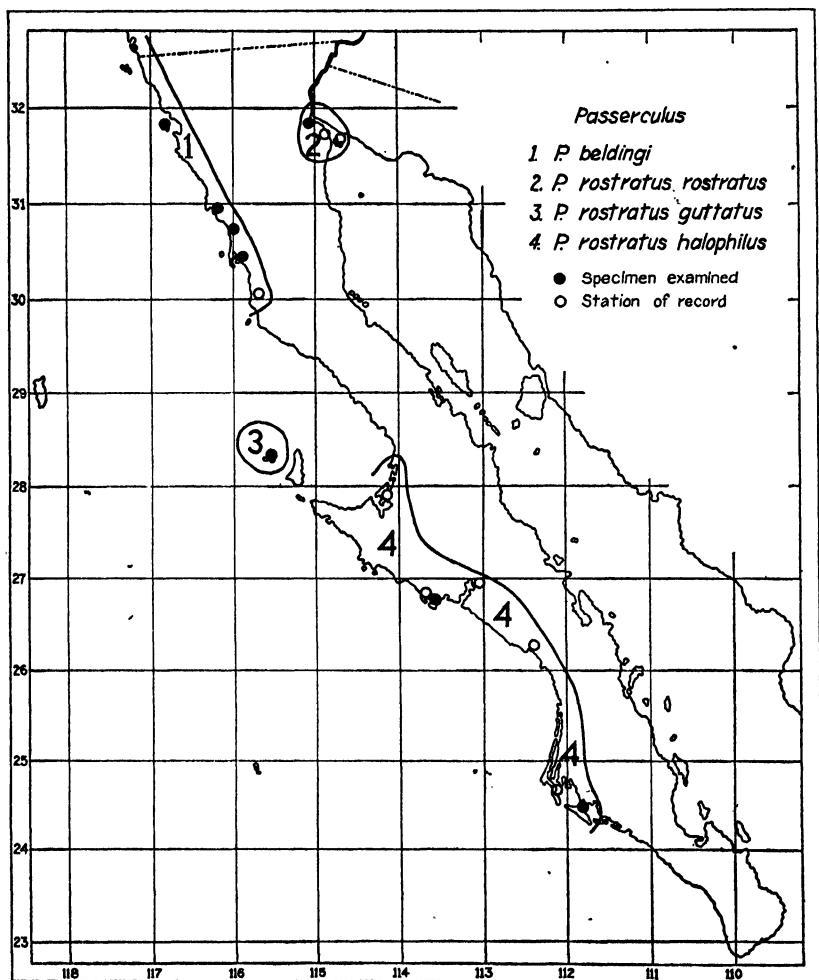 Passerculus
1. P. beldingi
2. P. rostratus rostratus
3. P. rostratus guttatus
4. P. rostratus halophilus
Specimen examined
Station of record
32
31
30
29
28
27
26
25
24
23
1
2
3
4
4
4
118 117 116 115 114 113 112 111 110